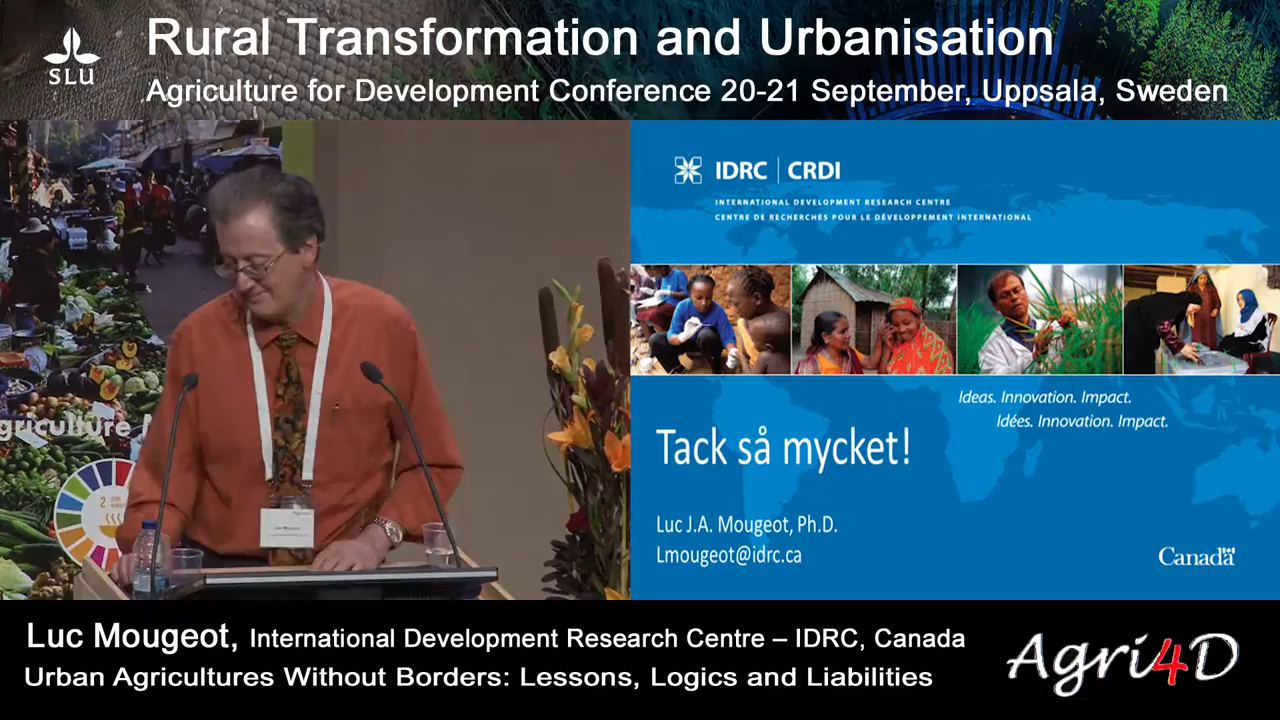 Rural Transformation and Urbanisation
SLU
Agriculture for Development Conference 20-21 September, Uppsala, Sweden
IDRC | CRDI
INTERNATIONAL DEVELOPMENT RESEARCH CENTRE
CENTRE DE RECHERCHES POUR LE DÉVELOPPEMENT INTERNATIONAL
Ideas. Innovation. Impact.
Idées. Innovation. Impact.
griculture
2
Tack så mycket!
Luc J.A. Mougeot, Ph.D.
Lmougeot@idrc.ca
Canada
Luc Mougeot, International Development Research Centre – IDRC, Canada
Urban Agricultures Without Borders: Lessons, Logics and Liabilities
Agri4D